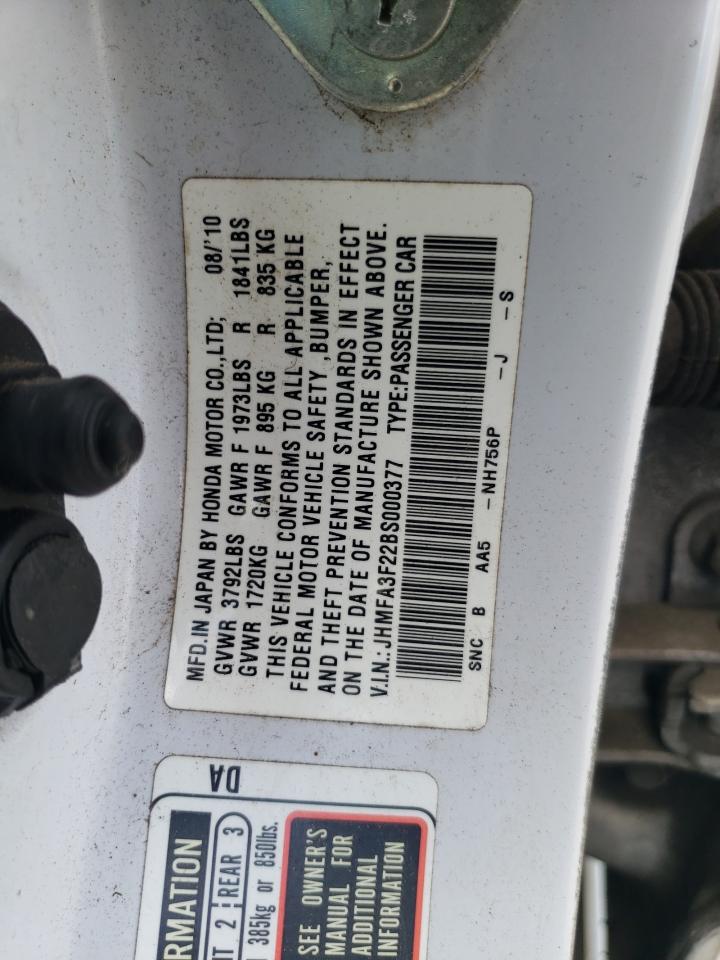 MFD.IN JAPAN BY HONDA MOTOR CO.,LTD; 08/'10
GVWR 3792LBS GAWR F 1973LBS R 1841LBS
GVWR 1720KG GAWR F 895 KG R 835 KG
THIS VEHICLE CONFORMS TO ALL APPLICABLE
FEDERAL MOTOR VEHICLE SAFETY ,BUMPER,
AND THEFT PREVENTION STANDARDS IN EFFECT
ON THE DATE OF MANUFACTURE SHOWN ABOVE.
V.I.N.: JHMFA3F22BS000377 TYPE:PASSENGER CAR
SNC B AA5 -NH756P -J -S
DA
RMATION
NT 2 REAR 3
385kg or 850lbs.
SEE OWNER'S
MANUAL FOR
ADDITIONAL
INFORMATION